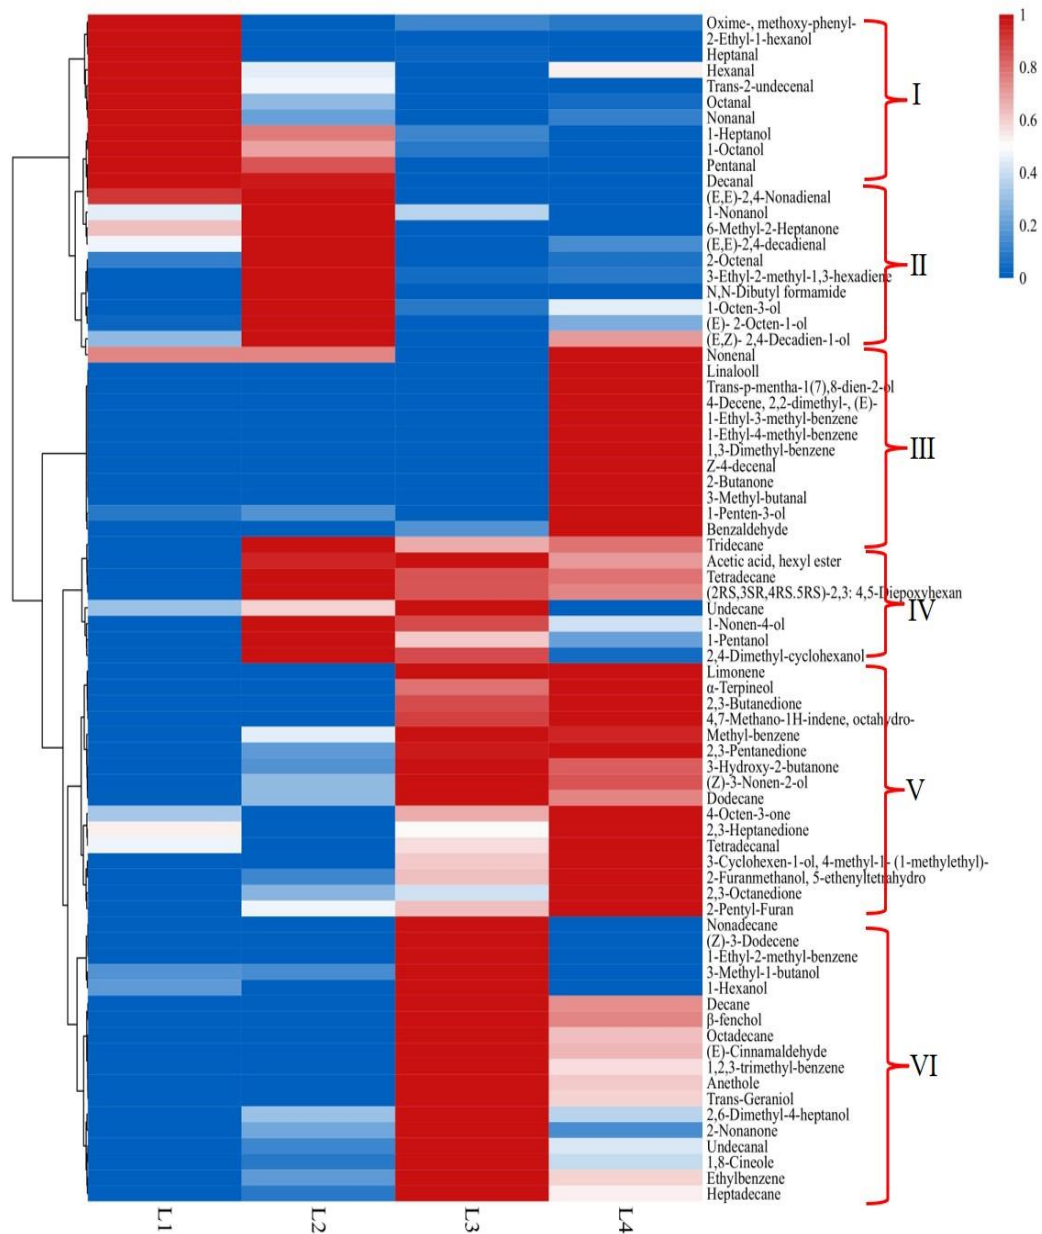 Oxime-, methoxy-phenyl-
2-Ethyl-1-hexanol
Heptanal
Hexanal
Trans-2-undecenal
Octanal
Nonanal
1-Heptanol
1-Octanol
Pentanal
Decanal
(E,E)-2,4-Nonadienal
1-Nonanol
6-Methyl-2-Heptanone
(E,E)-2,4-decadienal
2-Octenal
3-Ethyl-2-methyl-1,3-hexadiene
N,N-Dibutyl formamide
1-Octen-3-ol
(E)- 2-Octen-1-ol
(E,Z)- 2,4-Decadien-1-ol
Nonenal
Linalooll
Trans-p-mentha-1(7),8-dien-2-ol
4-Decene, 2,2-dimethyl-, (E)-
1-Ethyl-3-methyl-benzene
1-Ethyl-4-methyl-benzene
1,3-Dimethyl-benzene
Z-4-decenal
2-Butanone
3-Methyl-butanal
1-Penten-3-ol
Benzaldehyde
Tridecane
Acetic acid, hexyl ester
Tetradecane
(2RS,3SR,4RS.5RS)-2,3: 4,5-Diepoxyhexan
Undecane
1-Nonen-4-ol
1-Pentanol
2,4-Dimethyl-cyclohexanol
Limonene
α-Terpineol
2,3-Butanedione
4,7-Methano-1H-indene, octahydro-
Methyl-benzene
2,3-Pentanedione
3-Hydroxy-2-butanone
(Z)-3-Nonen-2-ol
Dodecane
4-Octen-3-one
2,3-Heptanedione
Tetradecanal
3-Cyclohexen-1-ol, 4-methyl-1- (1-methylethyl)-
2-Furanmethanol, 5-ethenyltetrahydro
2,3-Octanedione
2-Pentyl-Furan
Nonadecane
(Z)-3-Dodecene
1-Ethyl-2-methyl-benzene
3-Methyl-1-butanol
1-Hexanol
Decane
β-fenchol
Octadecane
(E)-Cinnamaldehyde
1,2,3-trimethyl-benzene
Anethole
Trans-Geraniol
2,6-Dimethyl-4-heptanol
2-Nonanone
Undecanal
1,8-Cineole
Ethylbenzene
Heptadecane
I
II
III
IV
V
VI
1
0.8
0.6
0.4
0.2
0
L1
L2
L3
L4